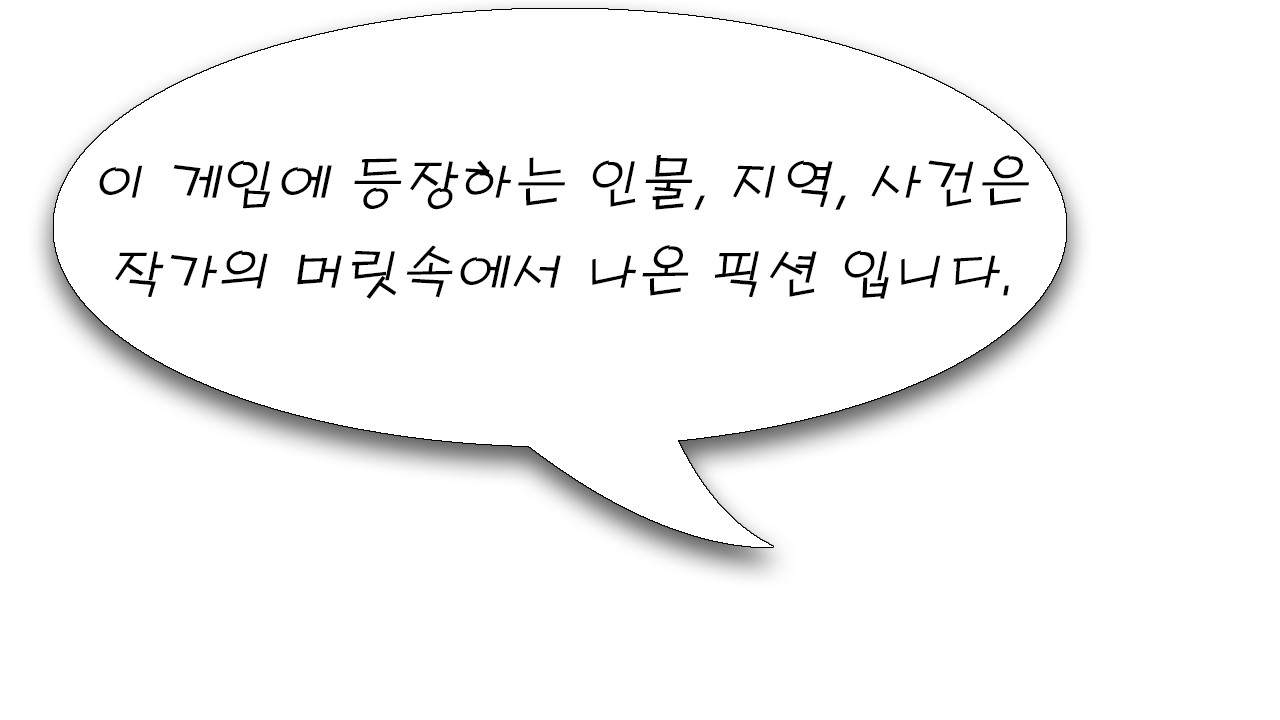 이 게임에 등장하는 인물, 지역, 사건은
작가의 머릿속에서 나온 픽션 입니다.